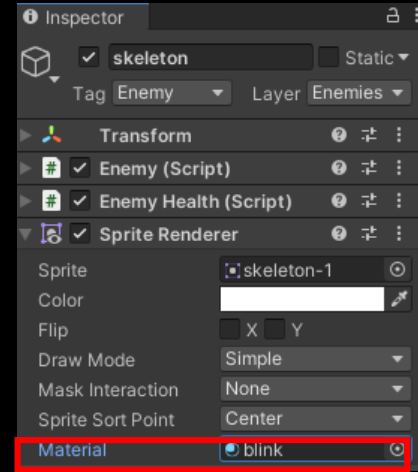 Inspector
skeleton Static
Tag Enemy Layer Enemies
Transform
# Enemy (Script)
# Enemy Health (Script)
Sprite Renderer
Sprite skeleton-1
Color
Flip X Y
Draw Mode Simple
Mask Interaction None
Sprite Sort Point Center
Material blink